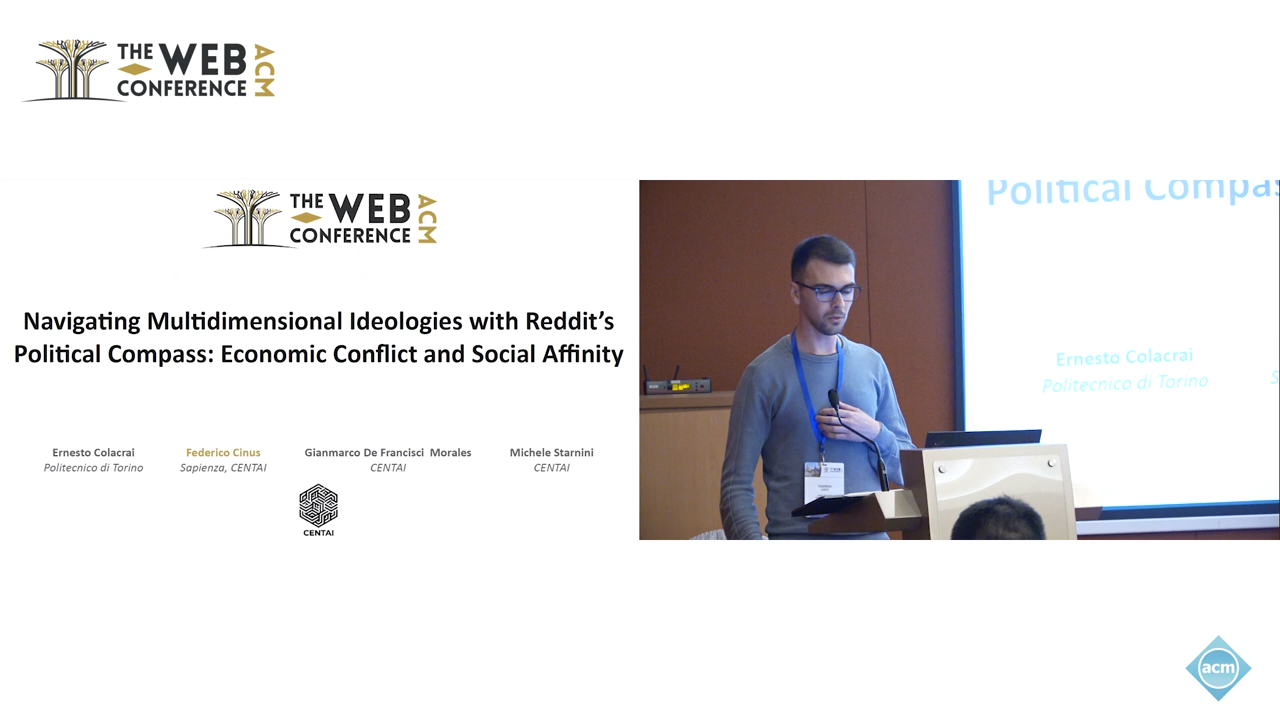 THE WEB
CONFERENCE
ACM
THE WEB
CONFERENCE
ACM
Navigating Multidimensional Ideologies with Reddit's
Political Compass: Economic Conflict and Social Affinity
Ernesto Colacrai
Politecnico di Torino
Federico Cinus
Sapienza, CENTAI
Gianmarco De Francisci Morales
CENTAI
Michele Starnini
CENTAI
CENTAI
Political Compas
Ernesto Colacrai
Politecnico di Torino
S
acm